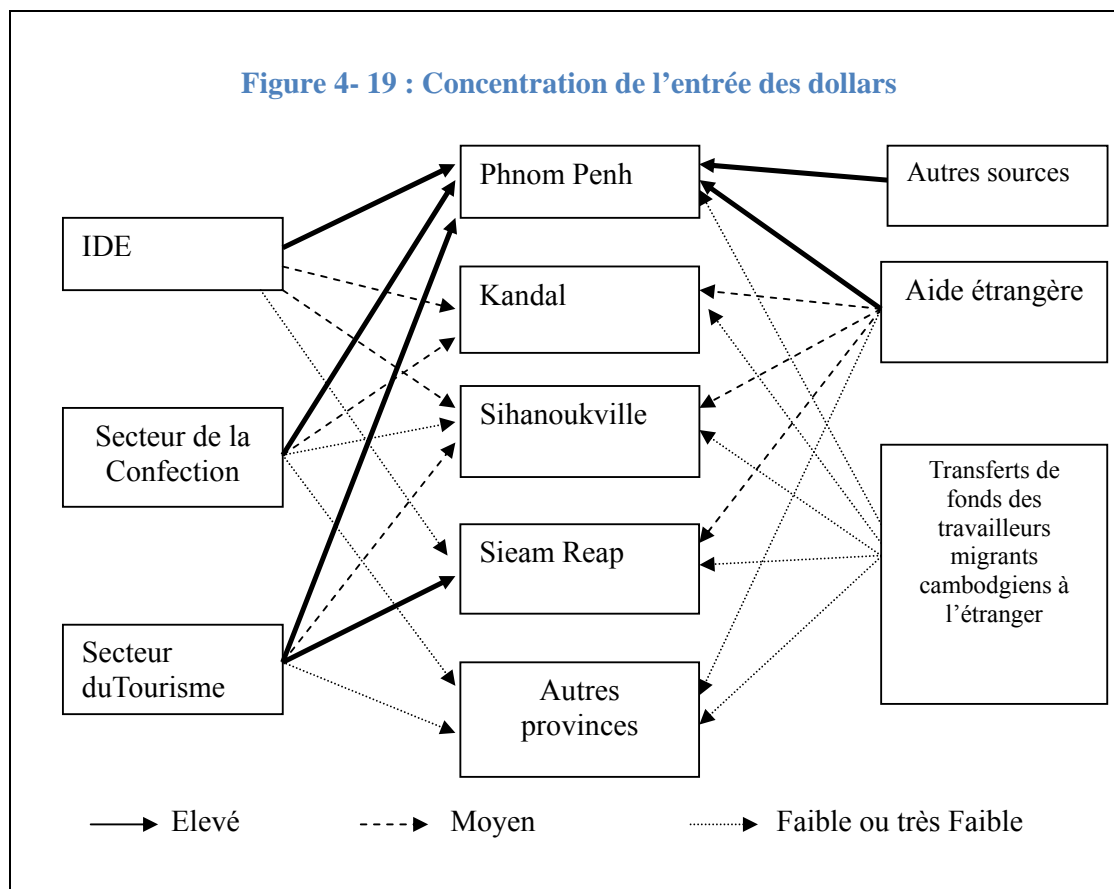 Figure 4- 19 : Concentration de l’entrée des dollars
Phnom Penh
Autres sources
IDE
Kandal
Aide étrangère
Secteur de la
Confection
Sihanoukville
Transferts de
fonds des
travailleurs
migrants
cambodgiens à
l’étranger
Sieam Reap
Secteur
duTourisme
Autres
provinces
Elevé
Moyen
Faible ou très Faible